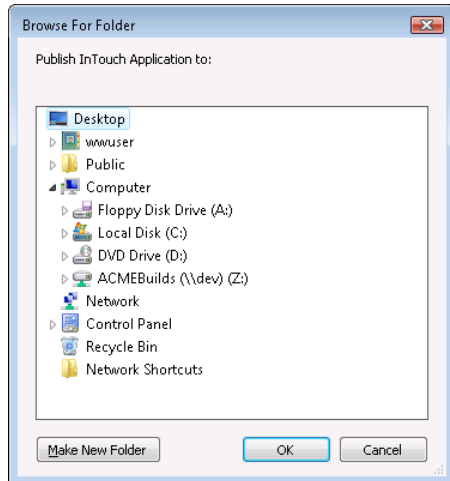 Browse For Folder
Publish InTouch Application to:
Desktop
wwuser
Public
Computer
Floppy Disk Drive (A:)
Local Disk (C:)
DVD Drive (D:)
ACMEBuilds (\\dev) (Z:)
Network
Control Panel
Recycle Bin
Network Shortcuts
Make New Folder
OK
Cancel